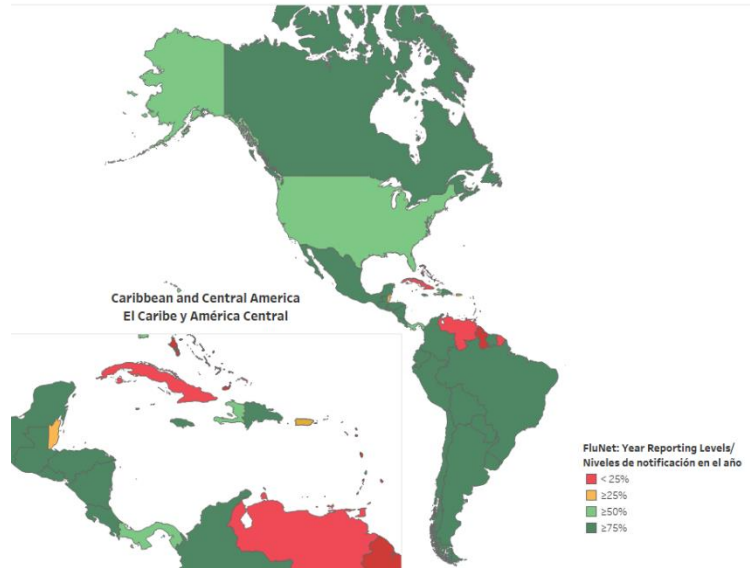 Caribbean and Central America
El Caribe y América Central
FluNet: Year Reporting Levels/
Niveles de notificación en el año
< 25%
≥25%
≥50%
≥75%